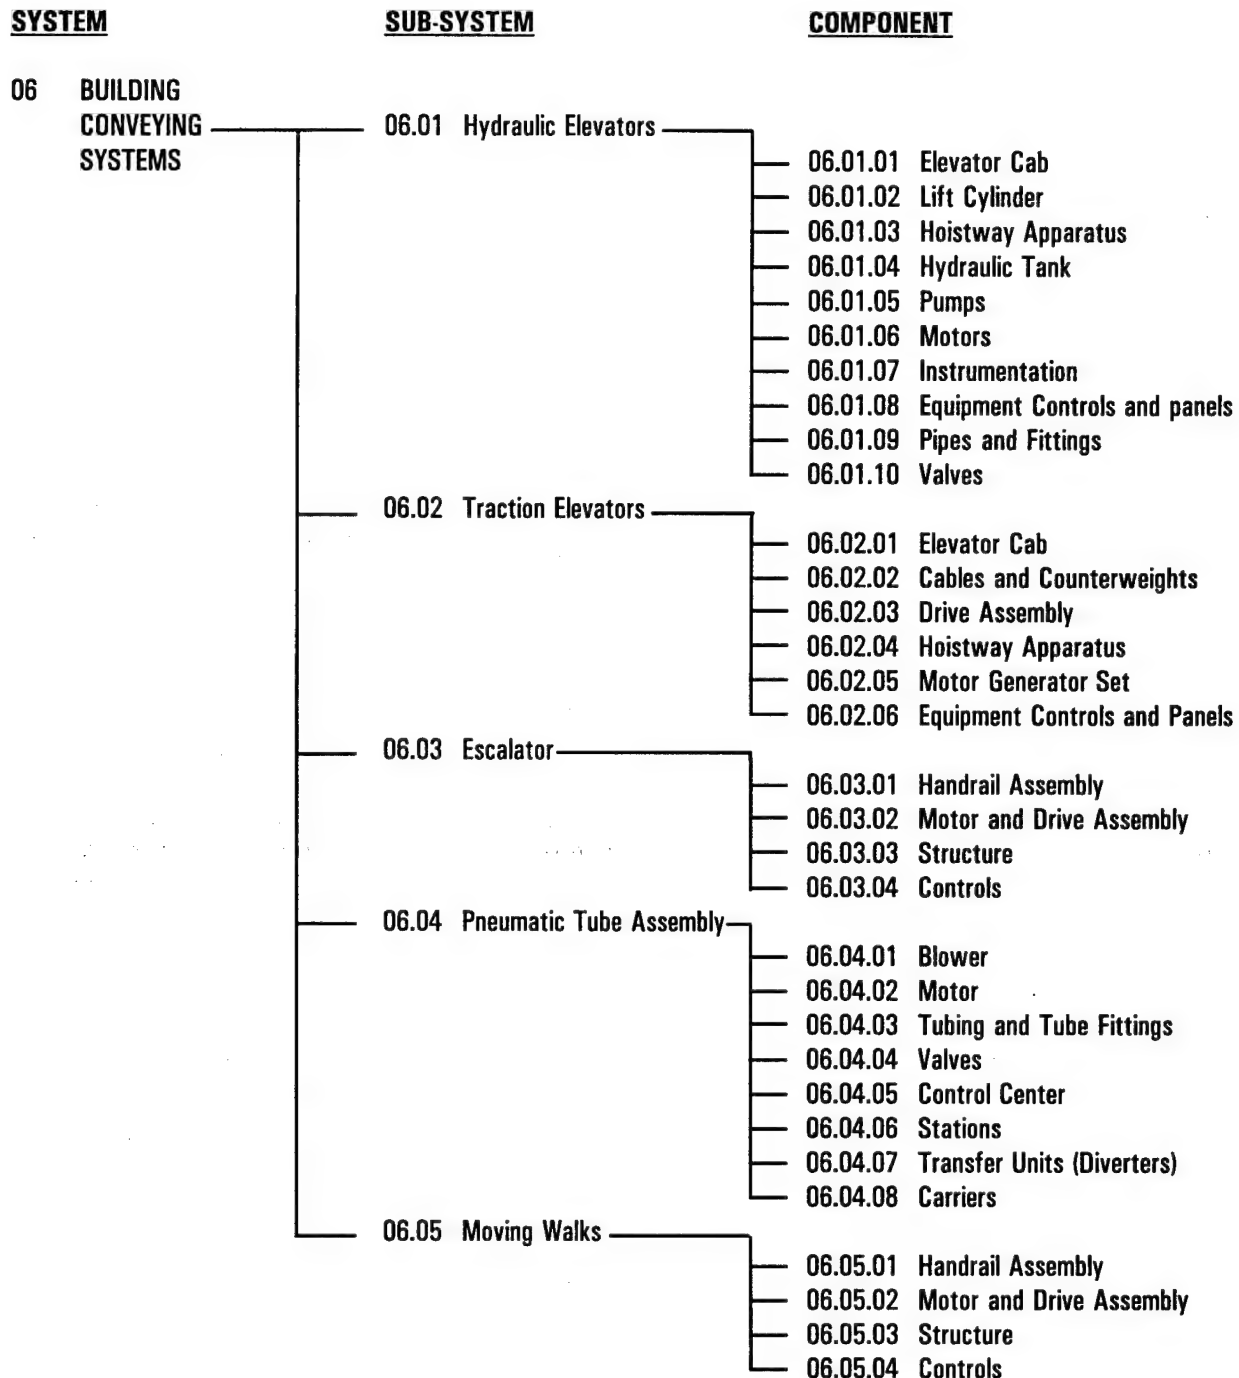 SYSTEM SUB-SYSTEM COMPONENT
06 BUILDING
CONVEYING
SYSTEMS
06.01 Hydraulic Elevators
06.01.01 Elevator Cab
06.01.02 Lift Cylinder
06.01.03 Hoistway Apparatus
06.01.04 Hydraulic Tank
06.01.05 Pumps
06.01.06 Motors
06.01.07 Instrumentation
06.01.08 Equipment Controls and panels
06.01.09 Pipes and Fittings
06.01.10 Valves
06.02 Traction Elevators
06.02.01 Elevator Cab
06.02.02 Cables and Counterweights
06.02.03 Drive Assembly
06.02.04 Hoistway Apparatus
06.02.05 Motor Generator Set
06.02.06 Equipment Controls and Panels
06.03 Escalator
06.03.01 Handrail Assembly
06.03.02 Motor and Drive Assembly
06.03.03 Structure
06.03.04 Controls
06.04 Pneumatic Tube Assembly
06.04.01 Blower
06.04.02 Motor
06.04.03 Tubing and Tube Fittings
06.04.04 Valves
06.04.05 Control Center
06.04.06 Stations
06.04.07 Transfer Units (Diverters)
06.04.08 Carriers
06.05 Moving Walks
06.05.01 Handrail Assembly
06.05.02 Motor and Drive Assembly
06.05.03 Structure
06.05.04 Controls